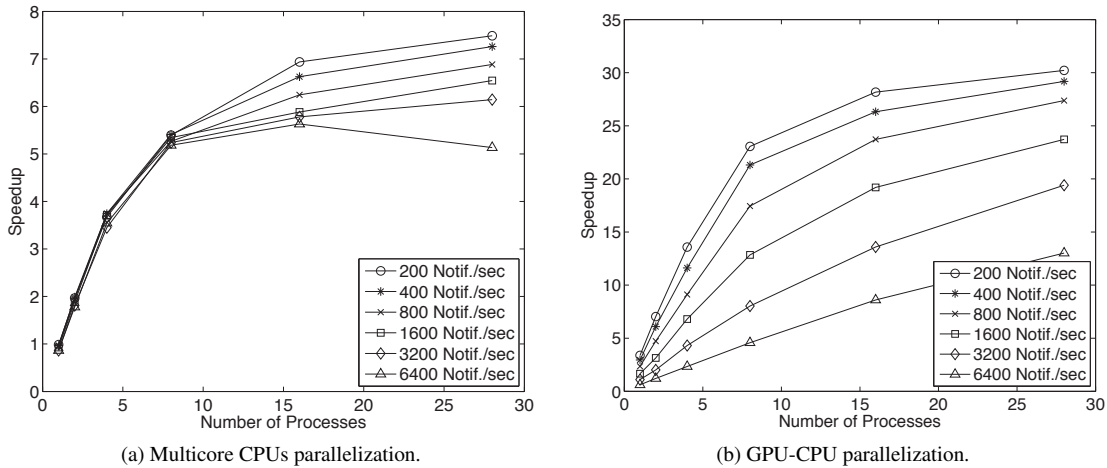 8
7
6
5
4
3
2
1
0
Speedup
0 5 10 15 20 25 30
Number of Processes
200 Notif./sec
400 Notif./sec
800 Notif./sec
1600 Notif./sec
3200 Notif./sec
6400 Notif./sec
(a) Multicore CPUs parallelization.
35
30
25
20
15
10
5
0
Speedup
0 5 10 15 20 25 30
Number of Processes
200 Notif./sec
400 Notif./sec
800 Notif./sec
1600 Notif./sec
3200 Notif./sec
6400 Notif./sec
(b) GPU-CPU parallelization.